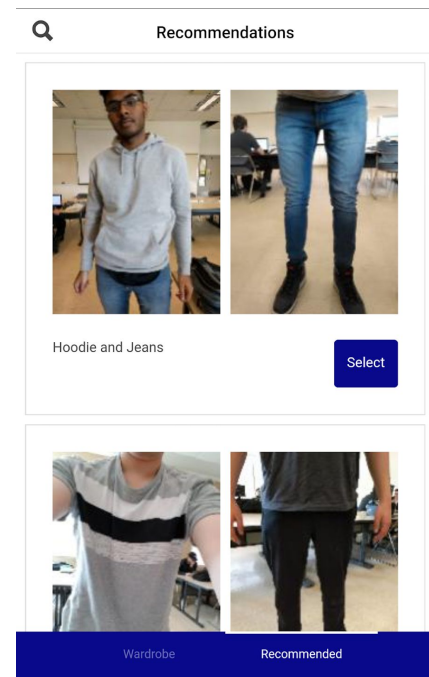 Recommendations
Hoodie and Jeans
Select
Wardrobe
Recommended